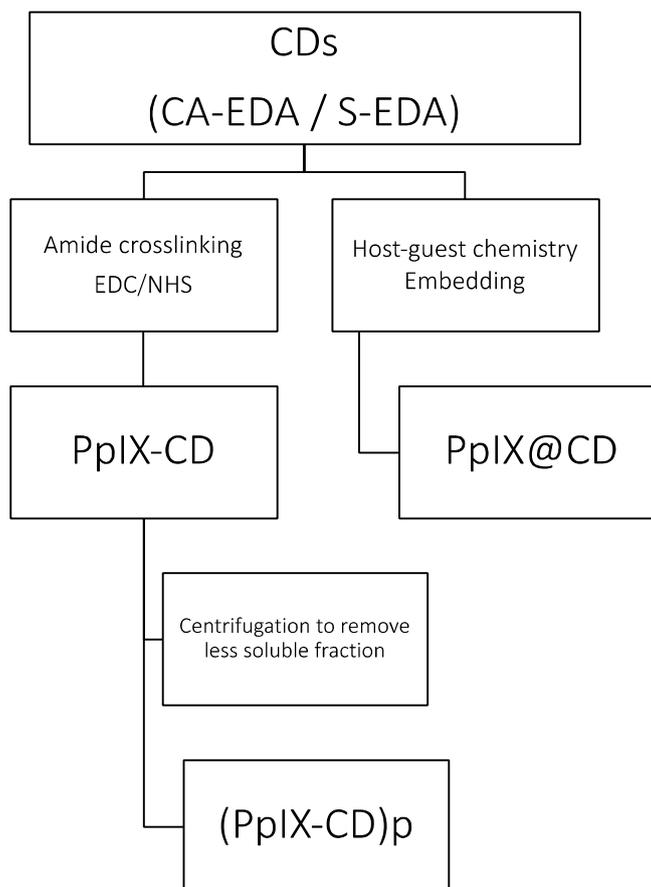 CDs
(CA-EDA / S-EDA)
Amide crosslinking
EDC/NHS
Host-guest chemistry
Embedding
PpIX-CD
PpIX@CD
Centrifugation to remove
less soluble fraction
(PpIX-CD)p